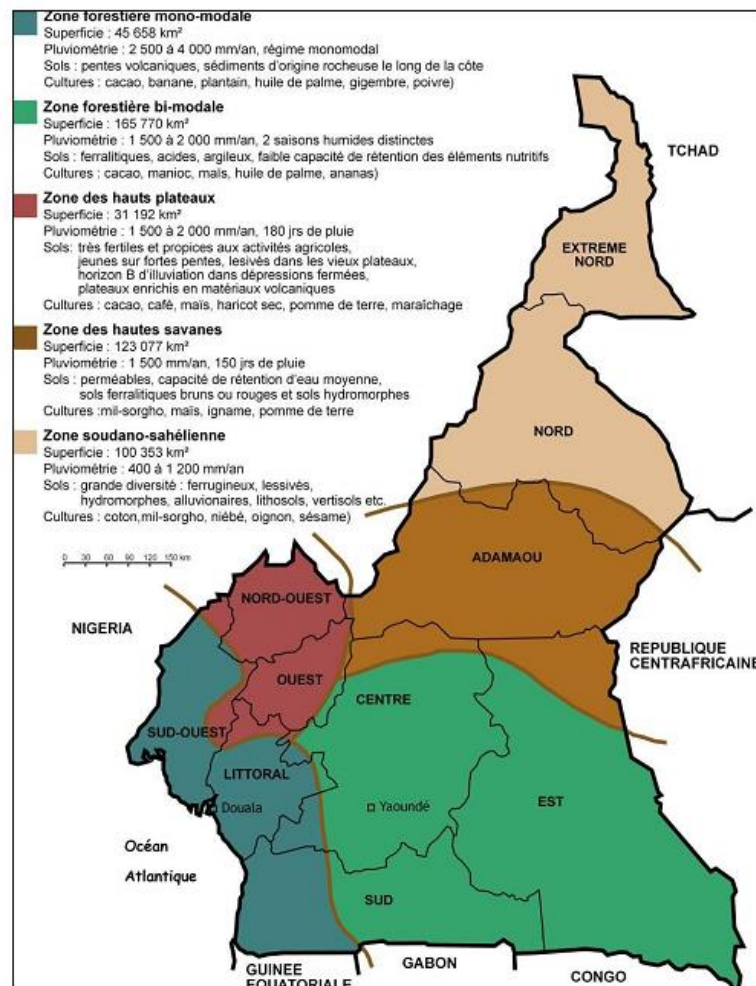 Zone forestière mono-modale
Superficie : 45 658 km²
Pluviométrie : 2 500 à 4 000 mm/an, régime monomodal
Sols : pentes volcaniques, sédiments d'origine rocheuse le long de la côte
Cultures : cacao, banane, plantain, huile de palme, gigembre, poivre)
Zone forestière bi-modale
Superficie : 165 770 km²
Pluviométrie : 1 500 à 2 000 mm/an, 2 saisons humides distinctes
Sols : ferralitiques, acides, argileux, faible capacité de rétention des éléments nutritifs
Cultures : cacao, manioc, maïs, huile de palme, ananas)
Zone des hauts plateaux
Superficie : 31 192 km²
Pluviométrie : 1 500 à 2 000 mm/an, 180 jrs de pluie
Sols: très fertiles et propices aux activités agricoles,
jeunes sur fortes pentes, lesivés dans les vieux plateaux,
horizon B d'illuviation dans dépressions fermées,
plateaux enrichis en matériaux volcaniques
Cultures : cacao, café, maïs, haricot sec, pomme de terre, maraîchage
Zone des hautes savanes
Superficie : 123 077 km²
Pluviométrie : 1 500 mm/an, 150 jrs de pluie
Sols : perméables, capacité de rétention d'eau moyenne,
sols ferralitiques bruns ou rouges et sols hydromorphes
Cultures :mil-sorgho, maïs, igname, pomme de terre
Zone soudano-sahélienne
Superficie : 100 353 km²
Pluviométrie : 400 à 1 200 mm/an
Sols : grande diversité : ferrugineux, lessivés,
hydromorphes, alluvionaires, lithosols, vertisols etc.
Cultures : coton,mil-sorgho, niébé, oignon, sésame)
0 30 60 90 120 150 km
TCHAD
EXTREME
NORD
NORD
ADAMAOU
NORD-OUEST
NIGERIA
REPUBLIQUE
CENTRAFRICAINE
OUEST
CENTRE
SUD-OUEST
LITTORAL
Douala
Yaoundé
EST
Océan
Atlantique
SUD
GUINEE
EQUATORIALE
GABON
CONGO